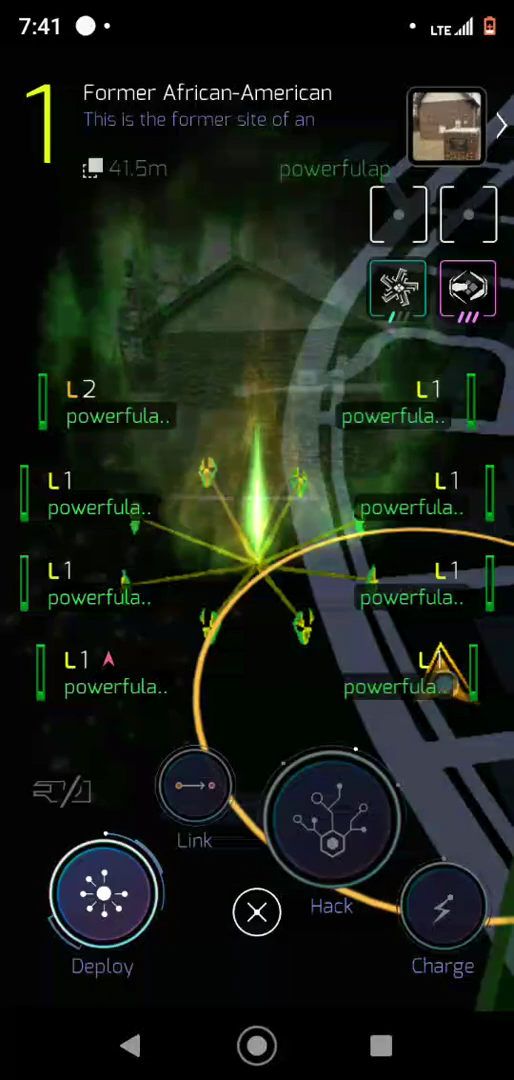 7:41
LTE
1
Former African-American
This is the former site of an
41.5m
powerfulap
L2
powerfula..
L1
powerfula..
L1
powerfula..
L1
powerfula..
L1
powerfula..
L1
powerfula..
L1
powerfula..
L1
powerfula..
Link
Hack
Deploy
Charge